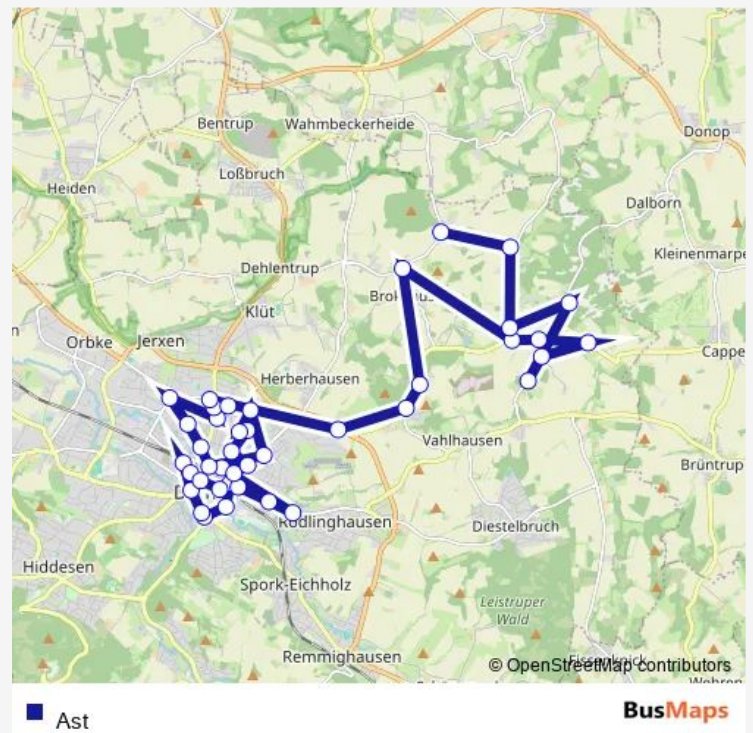 Bentrup
Wahmbeckerheide
Donop
Loßbruch
Heiden
Dalborn
Kleinenmarpe
Dehlentrup
Klüt
Orbke
Jerxen
Herberhausen
Vahlhausen
Brüntrup
Rödlinghausen
Diestelbruch
Hiddesen
Spork-Eichholz
Leistruper
Wald
Remmighausen
© OpenStreetMap contributors
Ast
BusMaps